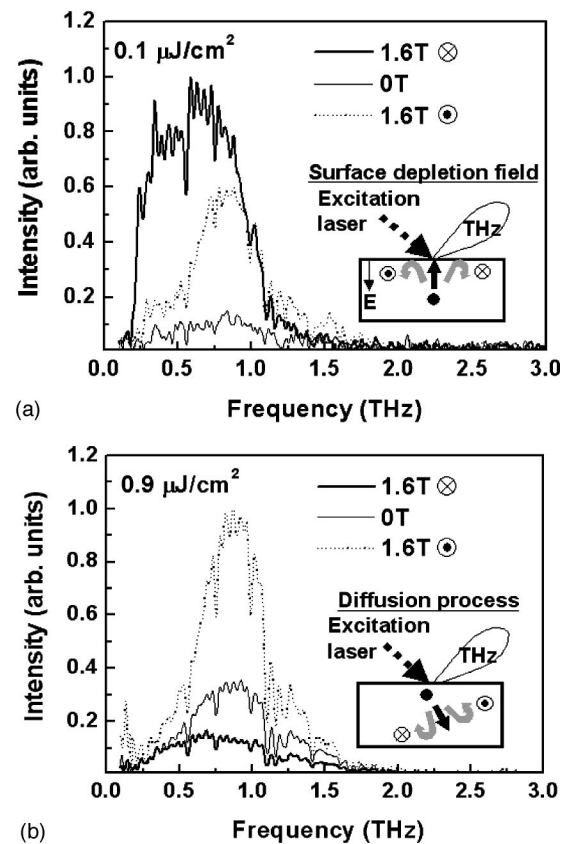 0.1 μJ/cm²
1.6T ⊗
0T
1.6T ⊙
Surface depletion field
Excitation
laser
THz
⊙
⊗
E
Intensity (arb. units)
1.2
1.0
0.8
0.6
0.4
0.2
0.0 0.5 1.0 1.5 2.0 2.5 3.0
(a)
Frequency (THz)
0.9 μJ/cm²
1.6T ⊗
0T
1.6T ⊙
Diffusion process
Excitation
laser
THz
⊙
⊗
Intensity (arb. units)
1.2
1.0
0.8
0.6
0.4
0.2
0.0 0.5 1.0 1.5 2.0 2.5 3.0
(b)
Frequency (THz)